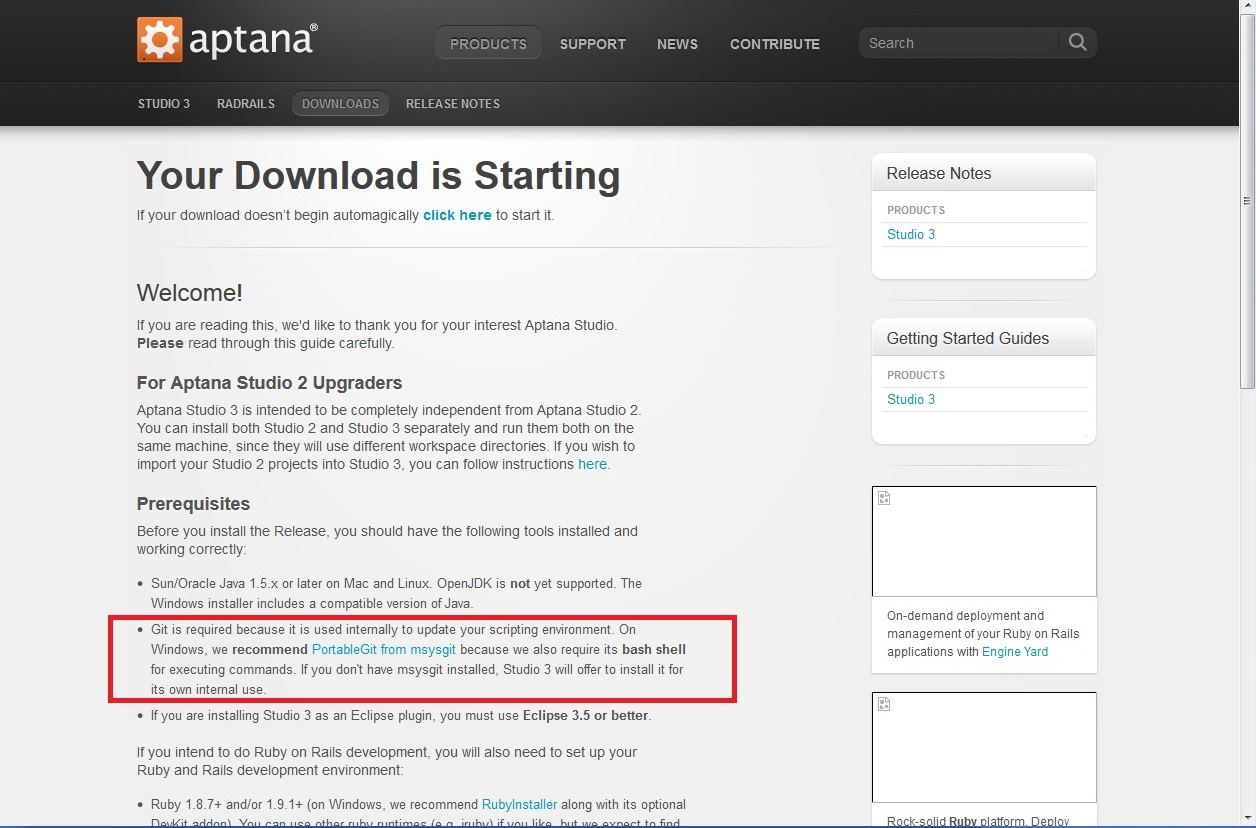 aptana®
PRODUCTS
SUPPORT
NEWS
CONTRIBUTE
Search
STUDIO 3
RADRAILS
DOWNLOADS
RELEASE NOTES
Your Download is Starting
If your download doesn't begin automagically click here to start it.
Welcome!
If you are reading this, we'd like to thank you for your interest Aptana Studio.
Please read through this guide carefully.
For Aptana Studio 2 Upgraders
Aptana Studio 3 is intended to be completely independent from Aptana Studio 2.
You can install both Studio 2 and Studio 3 separately and run them both on the
same machine, since they will use different workspace directories. If you wish to
import your Studio 2 projects into Studio 3, you can follow instructions here.
Prerequisites
Before you install the Release, you should have the following tools installed and
working correctly:
• Sun/Oracle Java 1.5.x or later on Mac and Linux. OpenJDK is not yet supported. The
Windows installer includes a compatible version of Java.
• Git is required because it is used internally to update your scripting environment. On
Windows, we recommend PortableGit from msysgit because we also require its bash shell
for executing commands. If you don't have msysgit installed, Studio 3 will offer to install it for
its own internal use.
• If you are installing Studio 3 as an Eclipse plugin, you must use Eclipse 3.5 or better.
If you intend to do Ruby on Rails development, you will also need to set up your
Ruby and Rails development environment:
• Ruby 1.8.7+ and/or 1.9.1+ (on Windows, we recommend RubyInstaller along with its optional
DevKit addon). You can use other ruby runtimes (e.g. jruby) if you like, but we expect to find
Release Notes
PRODUCTS
Studio 3
Getting Started Guides
PRODUCTS
Studio 3
On-demand deployment and
management of your Ruby on Rails
applications with Engine Yard
Rock-solid Ruby platform. Deploy